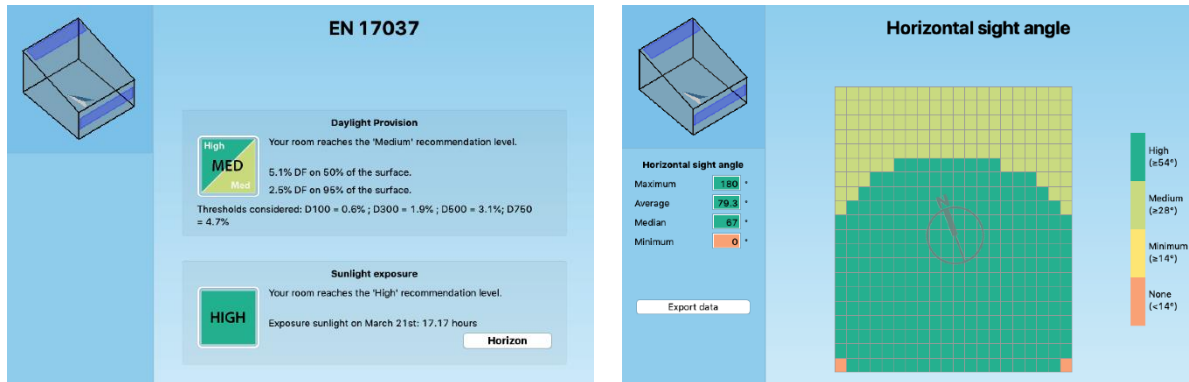 EN 17037
Daylight Provision
High
MED
Med
Your room reaches the 'Medium' recommendation level.
5.1% DF on 50% of the surface.
2.5% DF on 95% of the surface.
Thresholds considered: D100 = 0.6% ; D300 = 1.9% ; D500 = 3.1%; D750
= 4.7%
Sunlight exposure
HIGH
Your room reaches the 'High' recommendation level.
Exposure sunlight on March 21st: 17.17 hours
Horizon
Horizontal sight angle
Horizontal sight angle
Maximum 180 °
Average 79.3 °
Median 67 °
Minimum 0 °
Export data
N
High
(≥54°)
Medium
(≥28°)
Minimum
(≥14°)
None
(<14°)